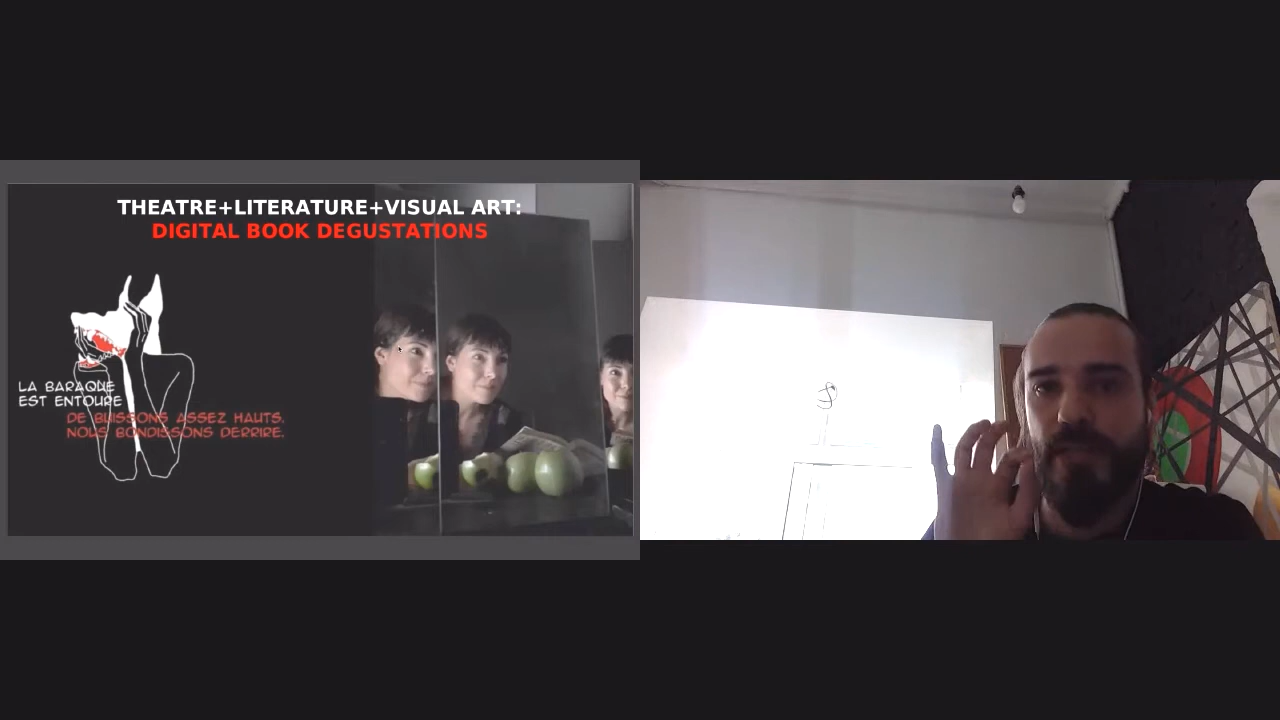 THEATRE+LITERATURE+VISUAL ART:
DIGITAL BOOK DEGUSTATIONS
LA BARAQUE
EST ENTOURE
DE BUISSONS ASSEZ HAUTS.
NOUS BONDISSONS DERRIRE.